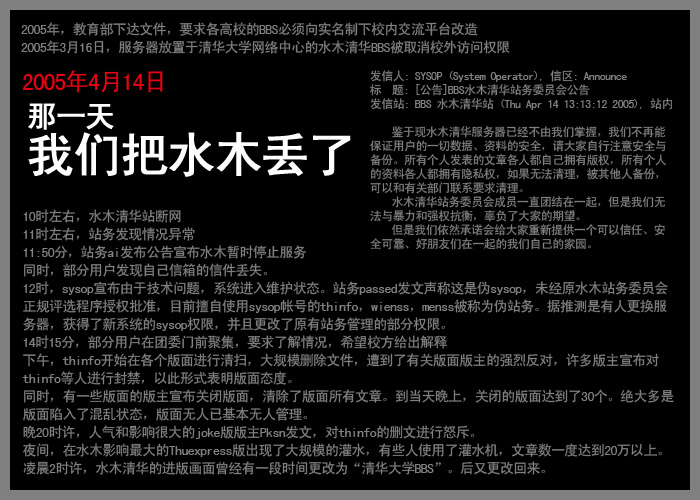 2005年，教育部下达文件，要求各高校的BBS必须向实名制下校内交流平台改造
2005年3月16日，服务器放置于清华大学网络中心的水木清华BBS被取消校外访问权限
2005年4月14日
那一天
我们把水木丢了
发信人: SYSOP (System Operator), 信区: Announce
标 题: [公告]BBS水木清华站务委员会公告
发信站: BBS 水木清华站 (Thu Apr 14 13:13:12 2005), 站内
鉴于现水木清华服务器已经不由我们掌握，我们不再能
保证用户的一切数据、资料的安全，请大家自行注意安全与
备份。所有个人发表的文章各人都自己拥有版权，所有个人
的资料各人都拥有隐私权，如果无法清理，被其他人备份，
可以和有关部门联系要求清理。
水木清华站务委员会成员一直团结在一起，但是我们无
法与暴力和强权抗衡，辜负了大家的期望。
但是我们依然承诺会给大家重新提供一个可以信任、安
全可靠、好朋友们在一起的我们自己的家园。
10时左右，水木清华站断网
11时左右，站务发现情况异常
11:50分，站务ai发布公告宣布水木暂时停止服务
同时，部分用户发现自己信箱的信件丢失。
12时，sysop宣布由于技术问题，系统进入维护状态。站务passed发文声称这是伪sysop，未经原水木站务委员会
正规评选程序授权批准，目前擅自使用sysop帐号的thinfo，wienss，menss被称为伪站务。据推测是有人更换服
务器，获得了新系统的sysop权限，并且更改了原有站务管理的部分权限。
14时15分，部分用户在团委门前聚集，要求了解情况，希望校方给出解释
下午，thinfo开始在各个版面进行清扫，大规模删除文件，遭到了有关版面版主的强烈反对，许多版主宣布对
thinfo等人进行封禁，以此形式表明版面态度。
同时，有一些版面的版主宣布关闭版面，清除了版面所有文章。到当天晚上，关闭的版面达到了30个。绝大多是
版面陷入了混乱状态，版面无人已基本无人管理。
晚20时许，人气和影响很大的joke版版主Pksn发文，对thinfo的删文进行怒斥。
夜间，在水木影响最大的Thuexpress版出现了大规模的灌水，有些人使用了灌水机，文章数一度达到20万以上。
凌晨2时许，水木清华的进版画面曾经有一段时间更改为“清华大学BBS”。后又更改回来。